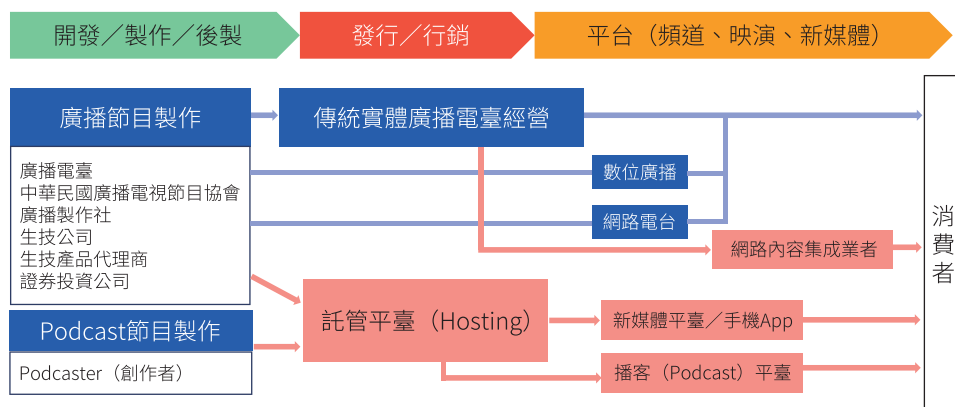 開發／製作／後製
發行／行銷
平台（頻道、映演、新媒體）
廣播節目製作
傳統實體廣播電臺經營
廣播電臺
中華民國廣播電視節目協會
廣播製作社
生技公司
生技產品代理商
證券投資公司
數位廣播
網路電台
網路內容集成業者
消費者
Podcast節目製作
Podcaster（創作者）
託管平臺（Hosting）
新媒體平臺／手機App
播客（Podcast）平臺